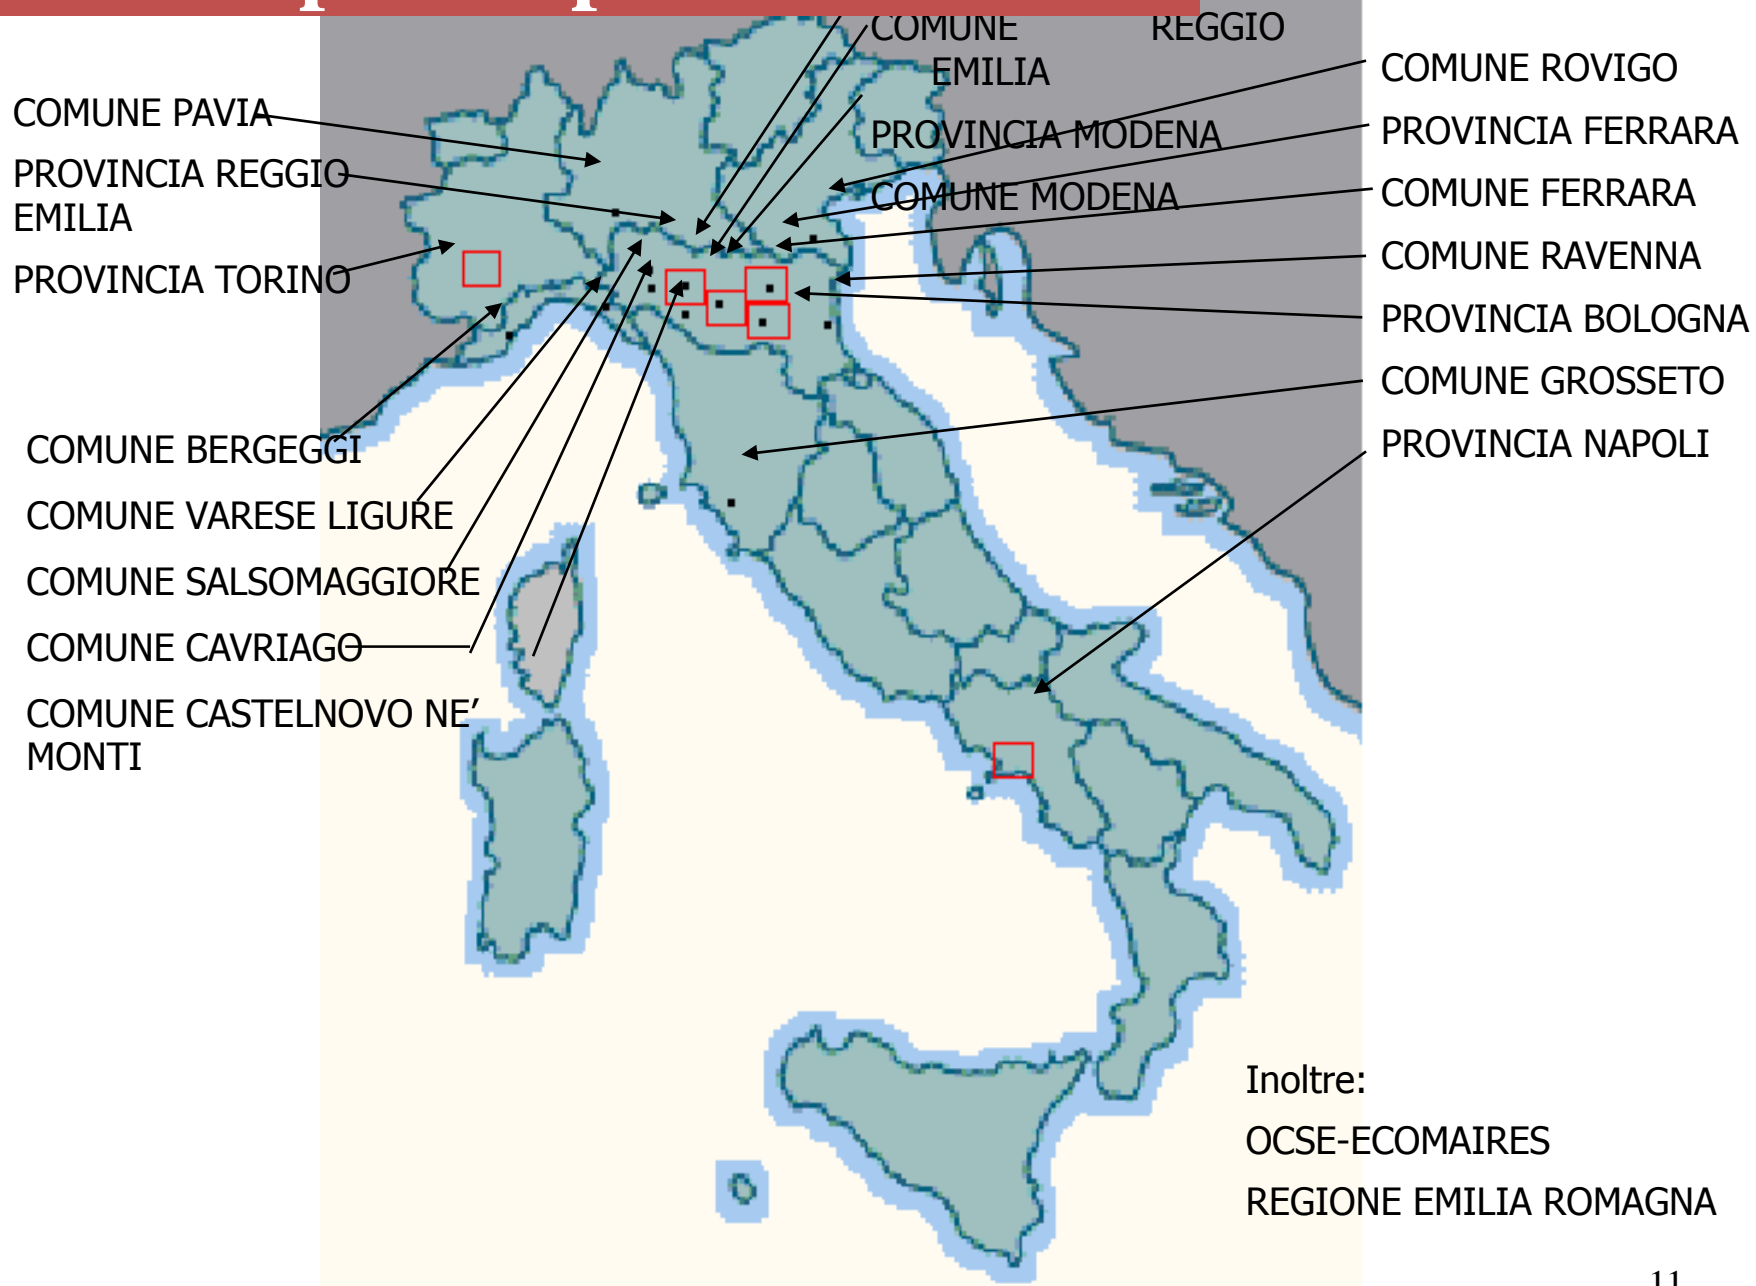 COMUNE REGGIO
EMILIA
PROVINCIA MODENA
COMUNE MODENA
COMUNE PAVIA
PROVINCIA REGGIO
EMILIA
PROVINCIA TORINO
COMUNE BERGEGGI
COMUNE VARESE LIGURE
COMUNE SALSOMAGGIORE
COMUNE CAVRIAGO
COMUNE CASTELNOVO NE’
MONTI
COMUNE ROVIGO
PROVINCIA FERRARA
COMUNE FERRARA
COMUNE RAVENNA
PROVINCIA BOLOGNA
COMUNE GROSSETO
PROVINCIA NAPOLI
Inoltre:
OCSE-ECOMAIRES
REGIONE EMILIA ROMAGNA
11